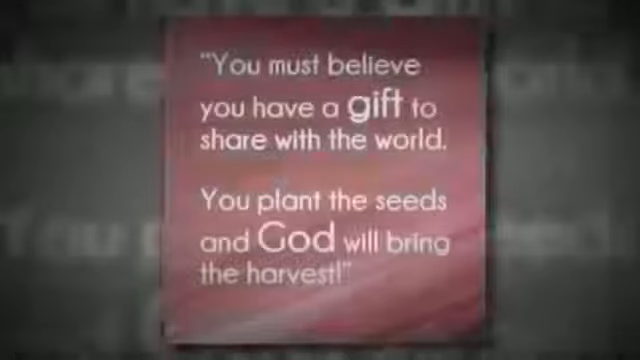 "You must believe
you have a gift to
share with the world.
You plant the seeds
and God will bring
the harvest!"